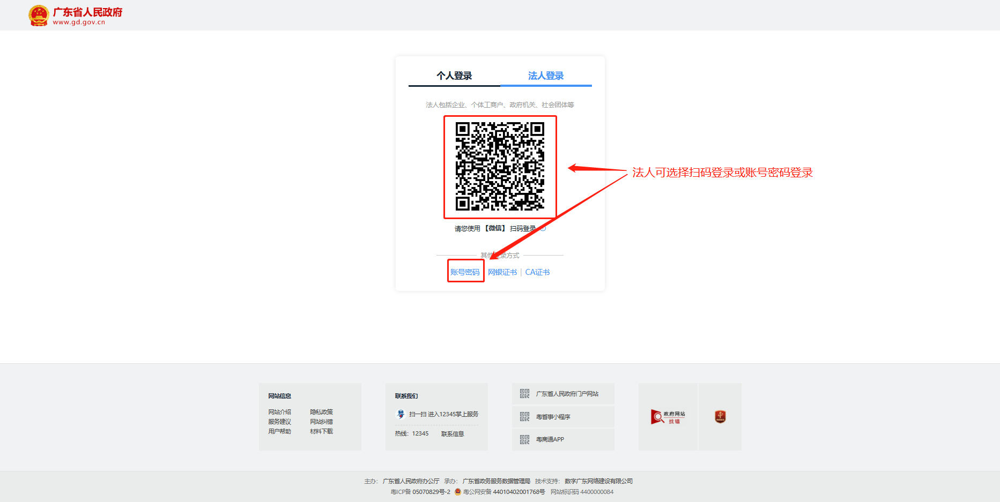 广东省人民政府
www.gd.gov.cn
个人登录 法人登录
法人包括企业、个体工商户、政府机关、社会团体等
法人可选择扫码登录或账号密码登录
请您使用【微信】扫码登录
其他登录方式
账号密码 网银证书 | CA证书
网站信息
网站介绍 隐私政策
服务建议 网站纠错
用户帮助 材料下载
联系我们
扫一扫 进入12345掌上服务
热线：12345 联系信息
广东省人民政府门户网站
粤省事小程序
粤商通APP
政府网站
找错
主办： 广东省人民政府办公厅 承办： 广东省政务服务数据管理局 技术支持： 数字广东网络建设有限公司
粤ICP备 05070829号-2 粤公网安备 44010402001768号 网站标识码 4400000084